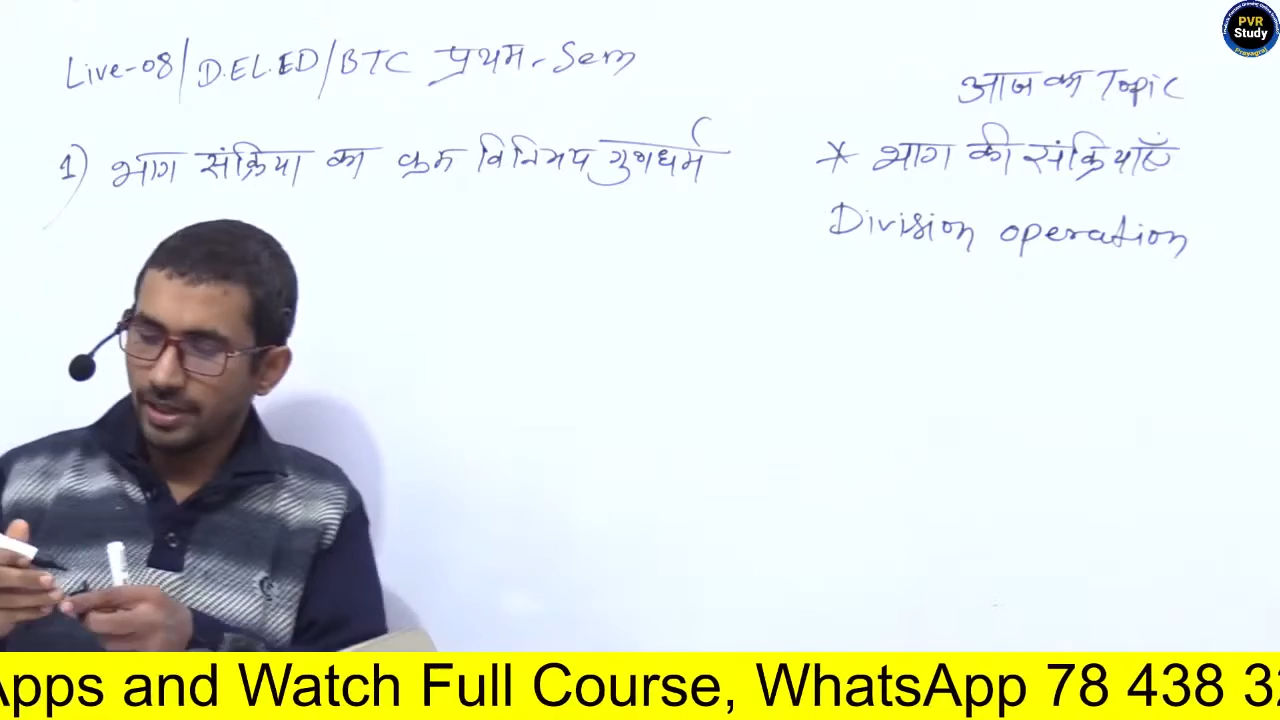 Live-08/D.EL.ED/BTC प्रथम. Sem
1) भाग संक्रिया का क्रम विनिमय गुणधर्म
आज का Topic
* भाग की संक्रियाएँ
Division operation
PVR
Study
Prayagraj
Apps and Watch Full Course, WhatsApp 78 438 3